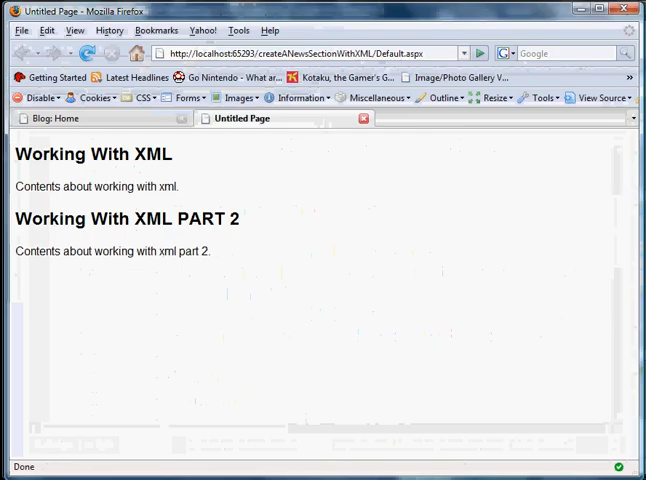 Untitled Page - Mozilla Firefox
File Edit View History Bookmarks Yahoo! Tools Help
http://localhost:65293/createANewsSectionWithXML/Default.aspx Google
Getting Started Latest Headlines Go Nintendo - What ar... Kotaku, the Gamer's G... Image/Photo Gallery V... »
Disable Cookies CSS Forms Images Information Miscellaneous Outline Resize Tools View Source
Blog: Home Untitled Page
Working With XML
Contents about working with xml.
Working With XML PART 2
Contents about working with xml part 2.
Done